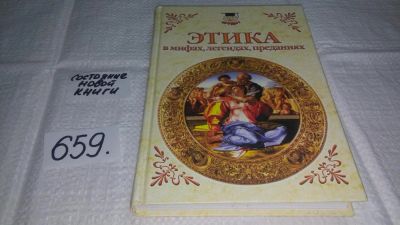 состояние
новой
книги
659.
ЭТИКА
в мифах, легендах, преданиях